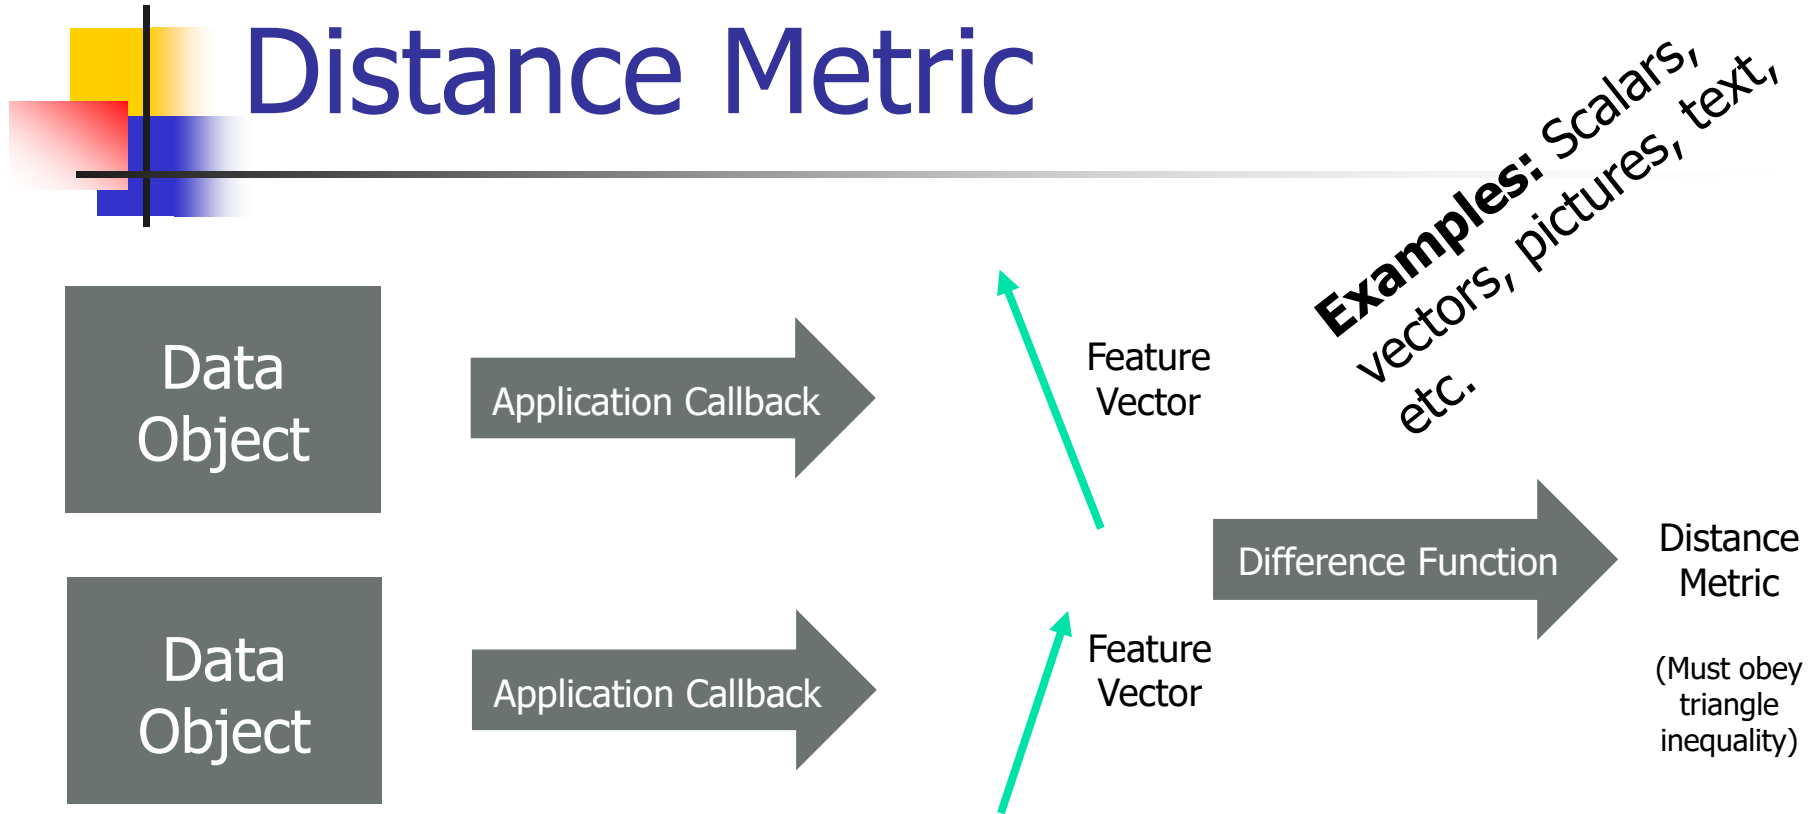 Distance Metric
Examples: Scalars,
vectors, pictures, text,
etc.
Data
Object
Application Callback
Feature
Vector
Data
Object
Application Callback
Feature
Vector
Difference Function
Distance
Metric
(Must obey
triangle
inequality)